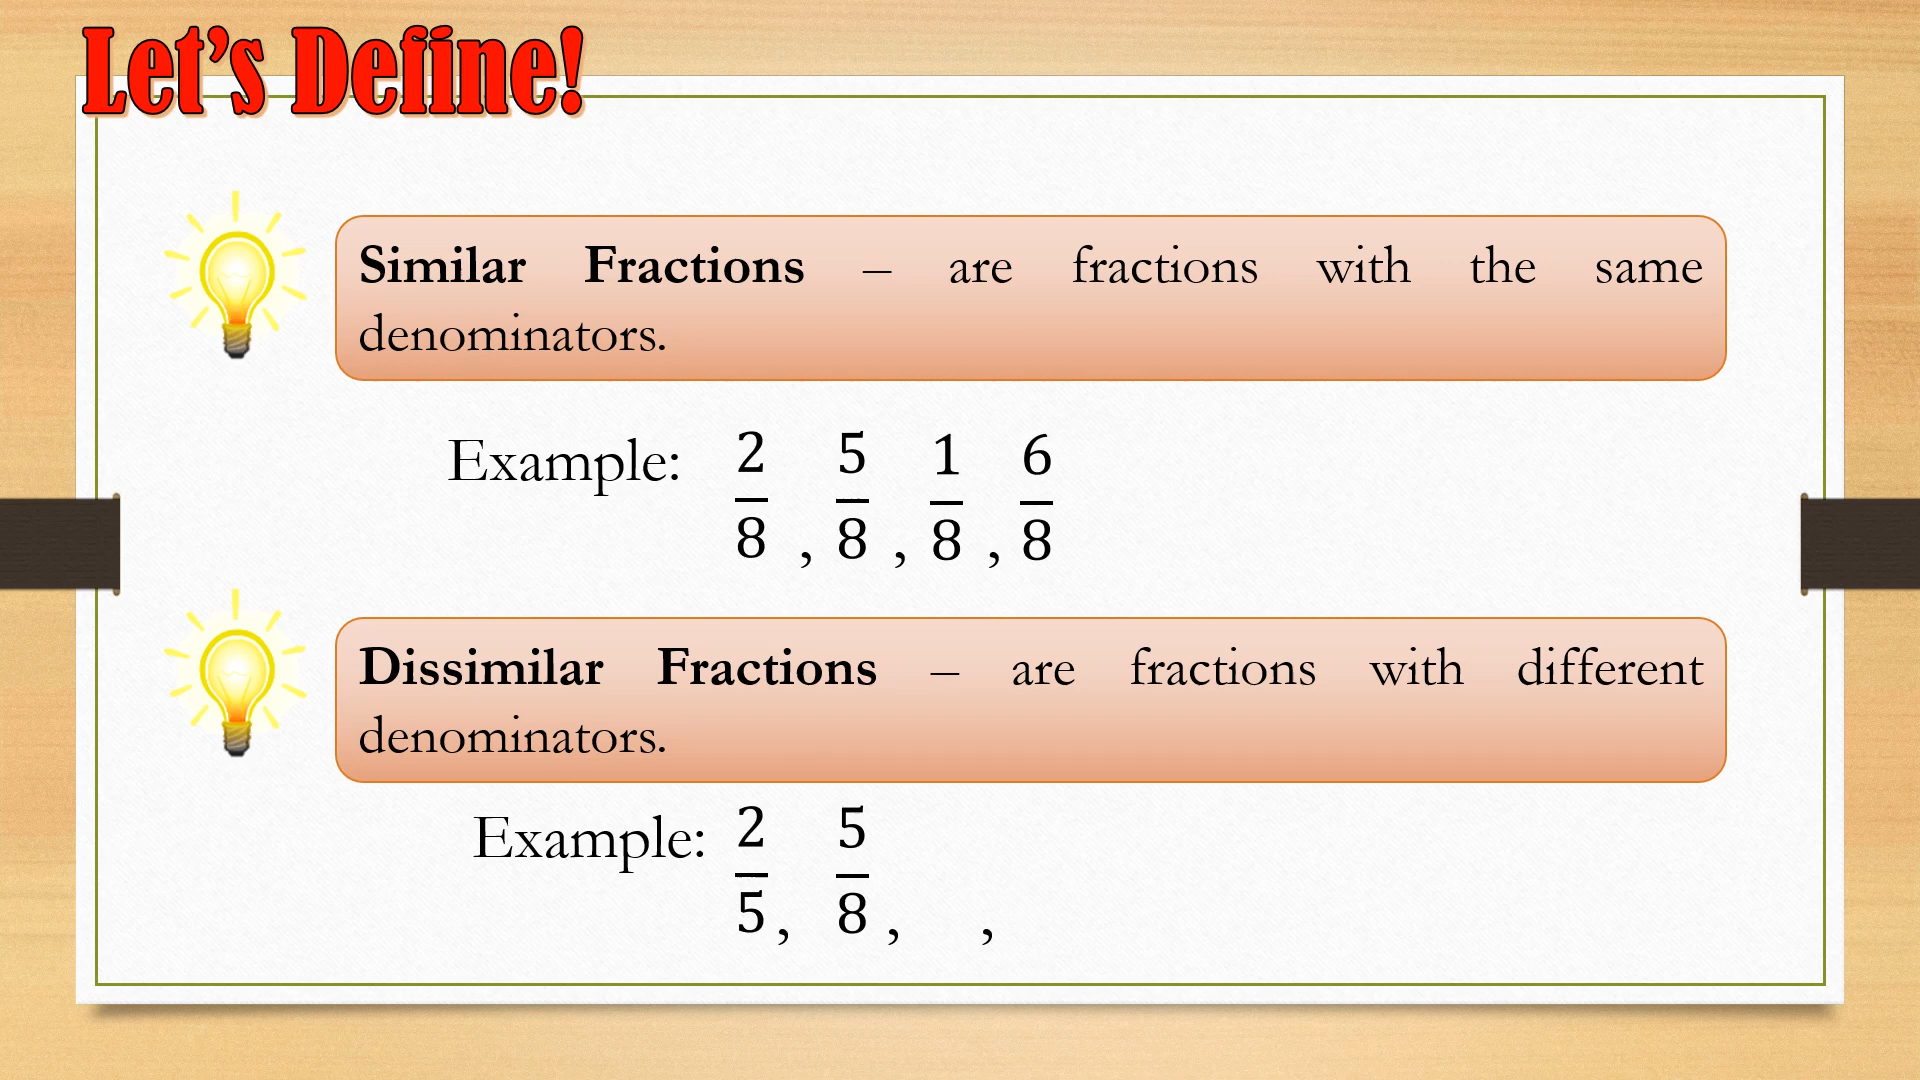 Let's Define!
Similar Fractions – are fractions with the same
denominators.
Example: 2/8 , 5/8 , 1/8 , 6/8
Dissimilar Fractions – are fractions with different
denominators.
Example: 2/5 , 5/8 , ,